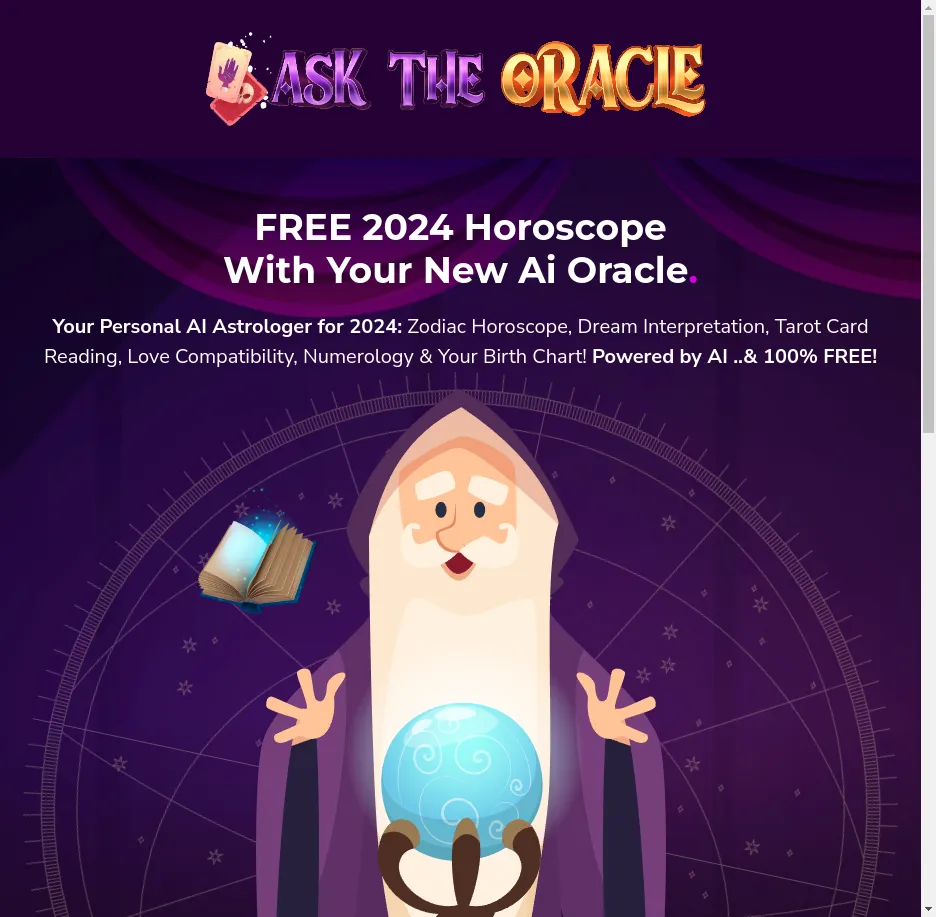 ASK THE ORACLE
FREE 2024 Horoscope
With Your New Ai Oracle.
Your Personal AI Astrologer for 2024: Zodiac Horoscope, Dream Interpretation, Tarot Card
Reading, Love Compatibility, Numerology & Your Birth Chart! Powered by AI ..& 100% FREE!